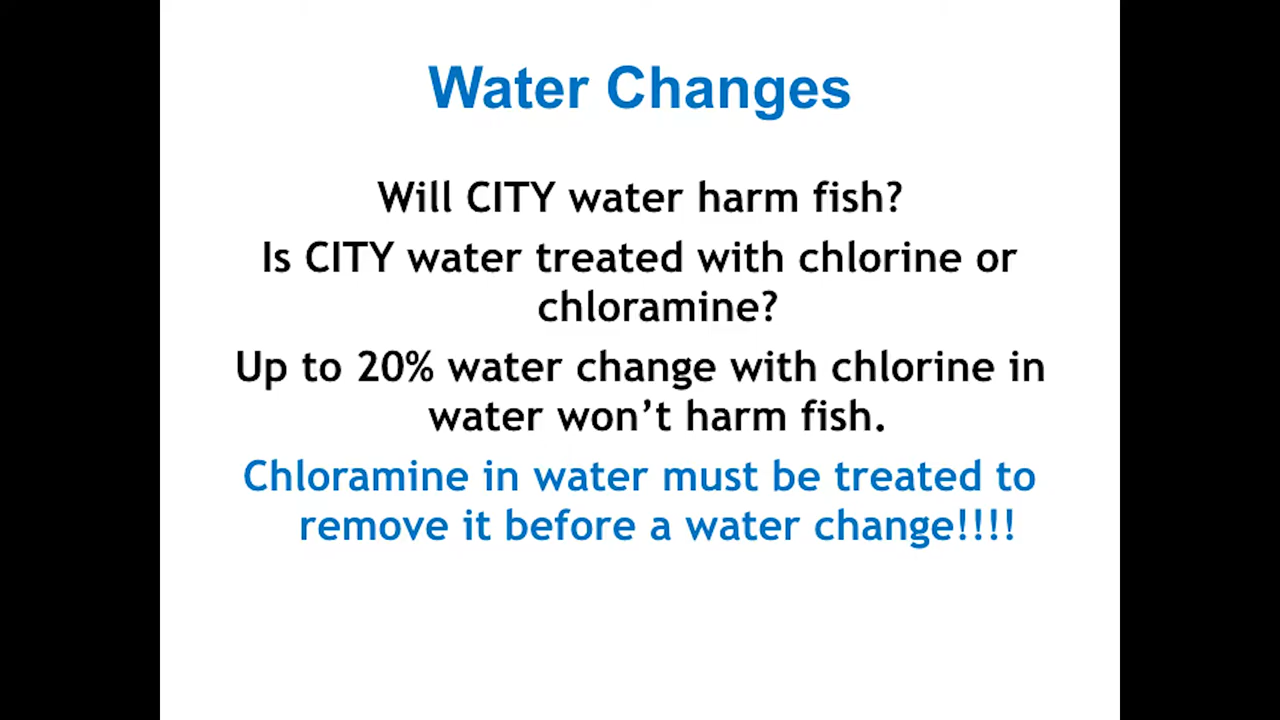 Water Changes
Will CITY water harm fish?
Is CITY water treated with chlorine or
chloramine?
Up to 20% water change with chlorine in
water won’t harm fish.
Chloramine in water must be treated to
remove it before a water change!!!!